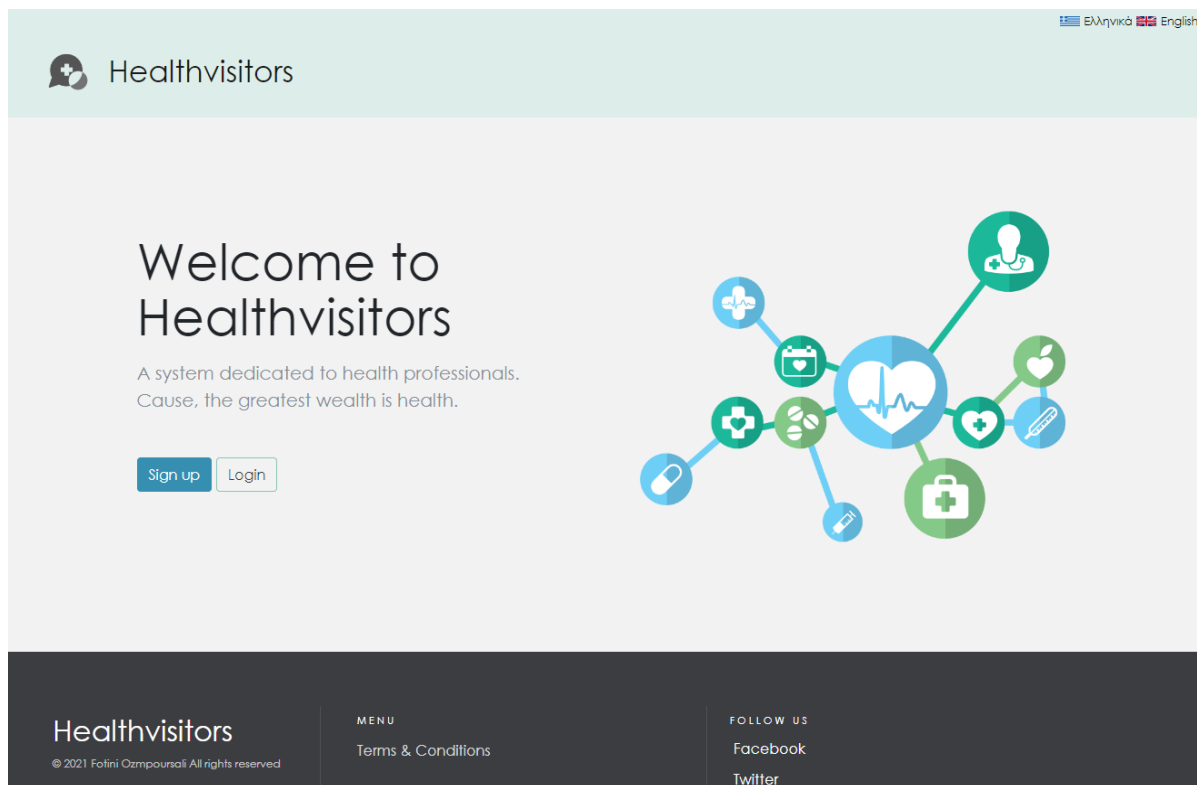 Ελληνικά English
Healthvisitors
Welcome to
Healthvisitors
A system dedicated to health professionals.
Cause, the greatest wealth is health.
Sign up Login
Healthvisitors
© 2021 Fotini Ozmpoursali All rights reserved
MENU
Terms & Conditions
FOLLOW US
Facebook
Twitter